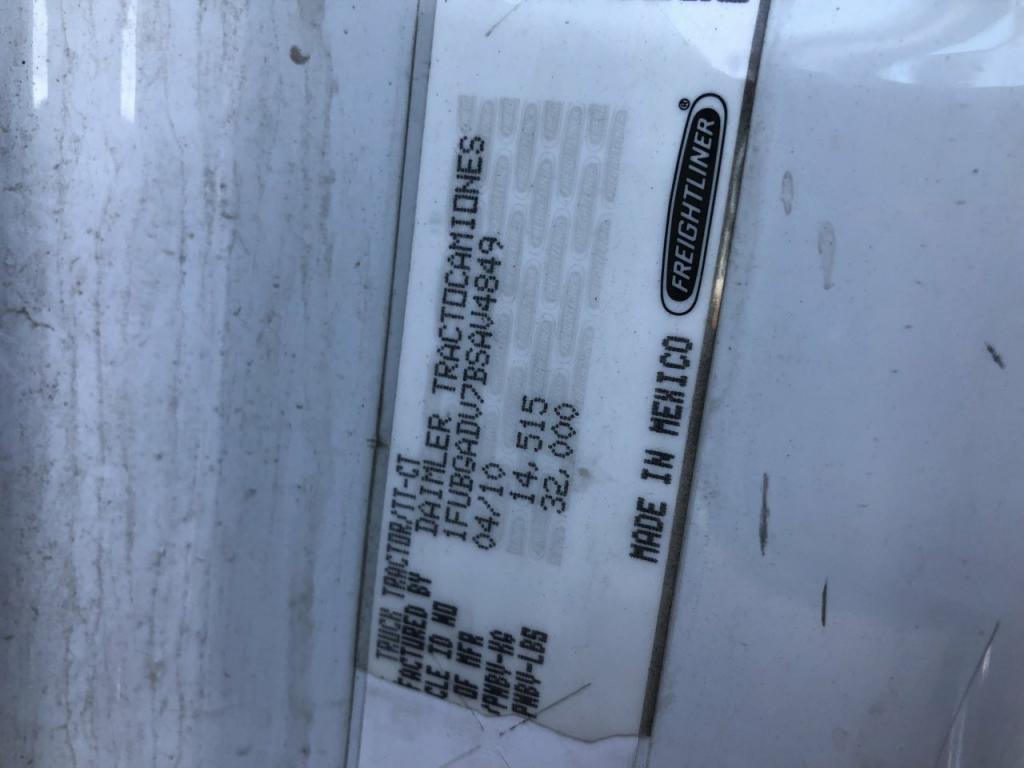 TRUCK TRACTOR/TT-CT
FACTURED BY DAIMLER TRACTOCAMIONES
CLE ID NO 1FUBGADV7BSAV4849
OF MFR 04/10
PNBV-KG 14,515
PNBV-LBS 32,000
MADE IN MEXICO
FREIGHTLINER®